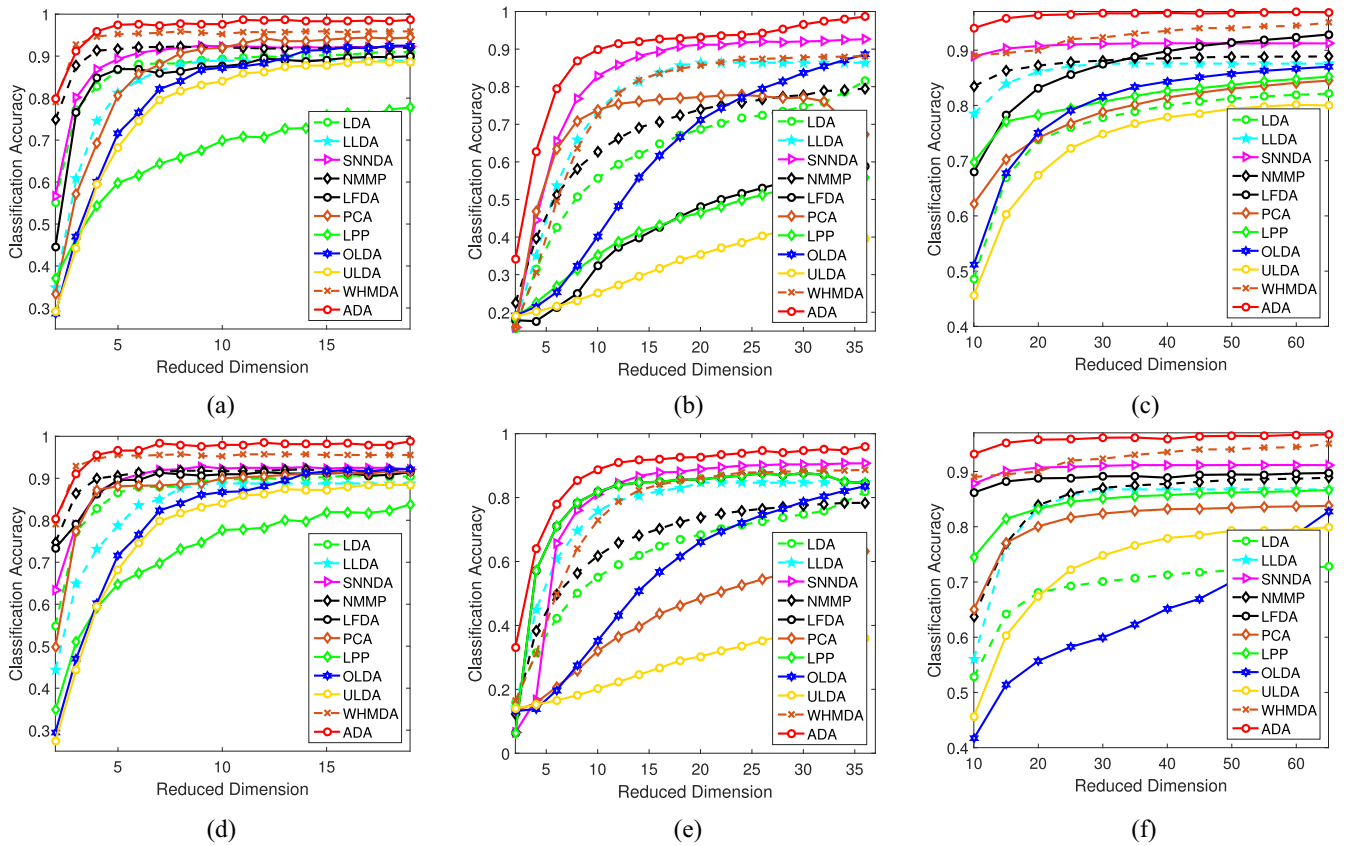 1
0.9
0.8
0.7
0.6
0.5
0.4
0.3
Classification Accuracy
5 10 15
Reduced Dimension
LDA
LLDA
SNNDA
NMMP
LFDA
PCA
LPP
OLDA
ULDA
WHMDA
ADA
(a)
1
0.9
0.8
0.7
0.6
0.5
0.4
0.3
0.2
Classification Accuracy
5 10 15 20 25 30 35
Reduced Dimension
LDA
LLDA
SNNDA
NMMP
LFDA
PCA
LPP
OLDA
ULDA
WHMDA
ADA
(b)
0.9
0.8
0.7
0.6
0.5
0.4
Classification Accuracy
10 20 30 40 50 60
Reduced Dimension
LDA
LLDA
SNNDA
NMMP
LFDA
PCA
LPP
OLDA
ULDA
WHMDA
ADA
(c)
1
0.9
0.8
0.7
0.6
0.5
0.4
0.3
Classification Accuracy
5 10 15
Reduced Dimension
LDA
LLDA
SNNDA
NMMP
LFDA
PCA
LPP
OLDA
ULDA
WHMDA
ADA
(d)
1
0.8
0.6
0.4
0.2
0
Classification Accuracy
5 10 15 20 25 30 35
Reduced Dimension
LDA
LLDA
SNNDA
NMMP
LFDA
PCA
LPP
OLDA
ULDA
WHMDA
ADA
(e)
0.9
0.8
0.7
0.6
0.5
0.4
Classification Accuracy
10 20 30 40 50 60
Reduced Dimension
LDA
LLDA
SNNDA
NMMP
LFDA
PCA
LPP
OLDA
ULDA
WHMDA
ADA
(f)